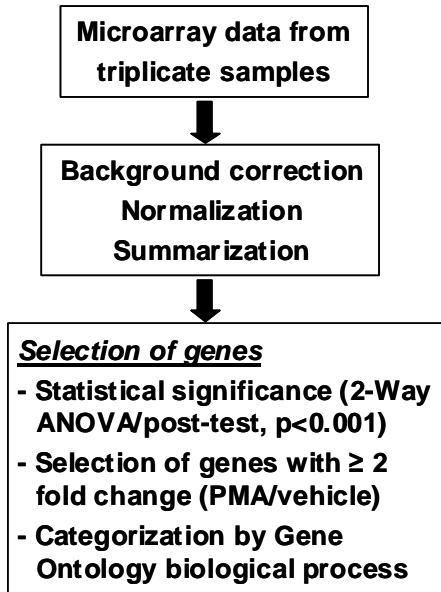 Microarray data from
triplicate samples
Background correction
Normalization
Summarization
Selection of genes
- Statistical significance (2-Way
ANOVA/post-test, p<0.001)
- Selection of genes with ≥ 2
fold change (PMA/vehicle)
- Categorization by Gene
Ontology biological process